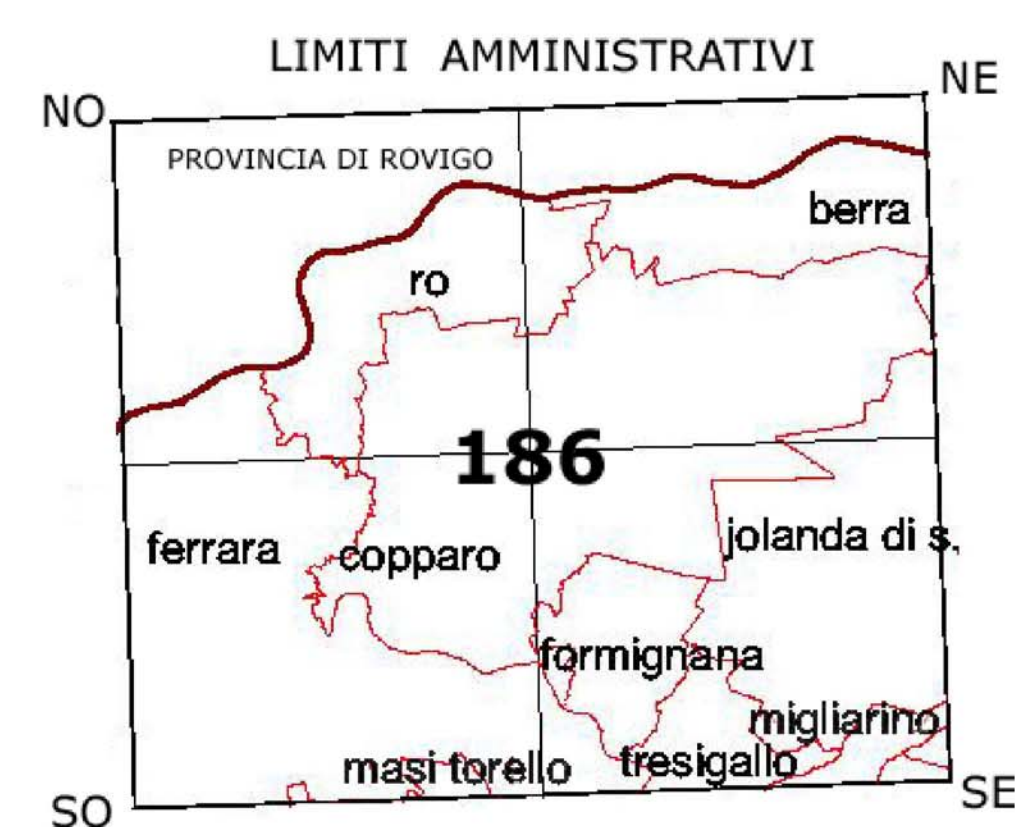 LIMITI AMMINISTRATIVI
NO
NE
PROVINCIA DI ROVIGO
berra
ro
186
ferrara
copparo
jolanda di s.
formignana
migliarino
masi torello
tresigallo
SO
SE